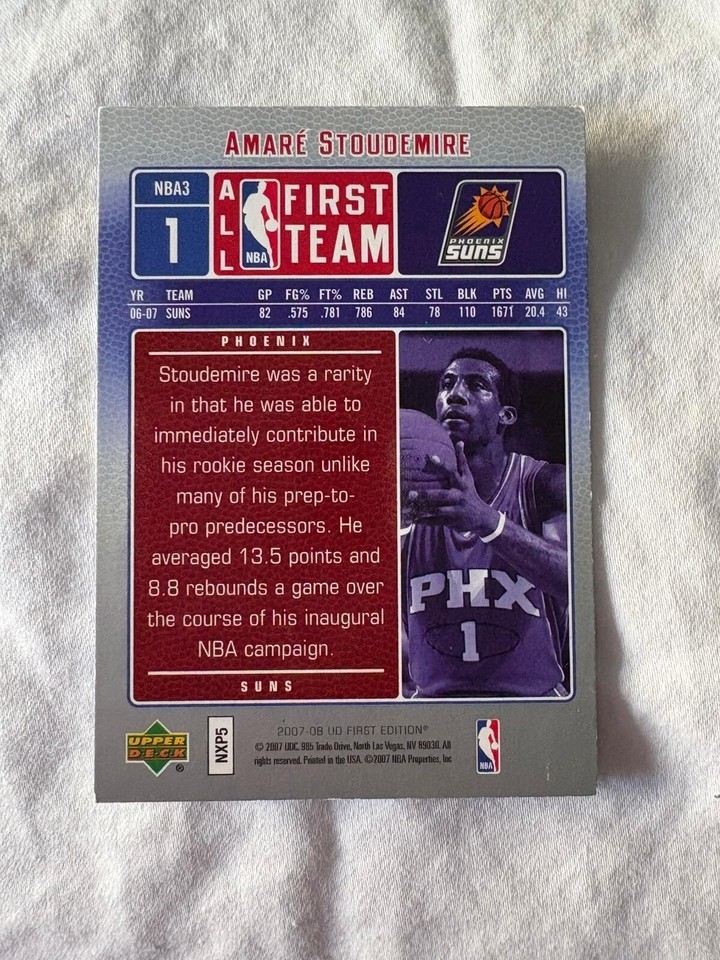 AMARÉ STOUDEMIRE
NBA3
1
ALL
NBA
FIRST
TEAM
PHOENIX
SUNS
YR TEAM GP FG% FT% REB AST STL BLK PTS AVG HI
06-07 SUNS 82 .575 .781 786 84 78 110 1671 20.4 43
PHOENIX
Stoudemire was a rarity
in that he was able to
immediately contribute in
his rookie season unlike
many of his prep-to-
pro predecessors. He
averaged 13.5 points and
8.8 rebounds a game over
the course of his inaugural
NBA campaign.
SUNS
PHX
1
UPPER
DECK
®
NXP5
2007-08 UD FIRST EDITION®
© 2007 UDC. 985 Trade Drive, North Las Vegas, NV 89030. All
rights reserved. Printed in the USA. ©2007 NBA Properties, Inc
NBA